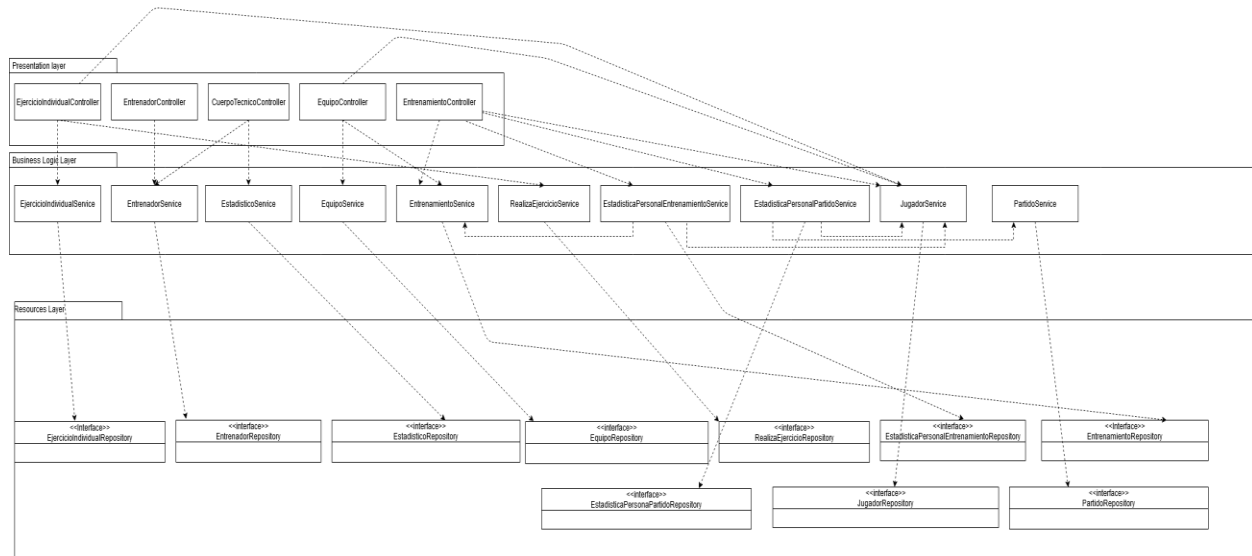 Presentation layer
EjercicioIndividualController
EntrenadorController
CuerpoTecnicoController
EquipoController
EntrenamientoController
Business Logic Layer
EjercicioIndividualService
EntrenadorService
EstadisticoService
EquipoService
EntrenamientoService
RealizaEjercicioService
EstadisticaPersonalEntrenamientoService
EstadisticaPersonalPartidoService
JugadorService
PartidoService
Resources Layer
<<Interface>>
EjercicioIndividualRepository
<<interface>>
EntrenadorRepository
<<interface>>
EstadisticoRepository
<<interface>>
EquipoRepository
<<interface>>
RealizaEjercicioRepository
<<interface>>
EstadisticaPersonalEntrenamientoRepository
<<Interface>>
EntrenamientoRepository
<<interface>>
EstadisticaPersonaPartidoRepository
<<interface>>
JugadorRepository
<<interface>>
PartidoRepository